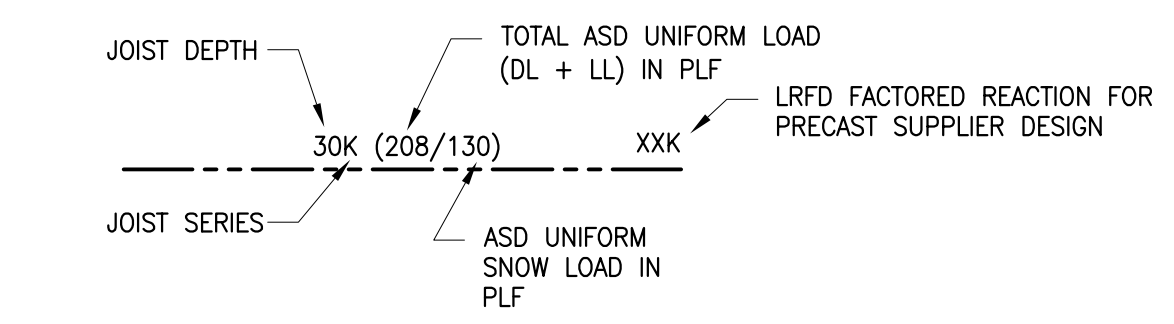 JOIST DEPTH
TOTAL ASD UNIFORM LOAD
(DL + LL) IN PLF
LRFD FACTORED REACTION FOR
PRECAST SUPPLIER DESIGN
30K (208/130)
XXK
JOIST SERIES
ASD UNIFORM
SNOW LOAD IN
PLF